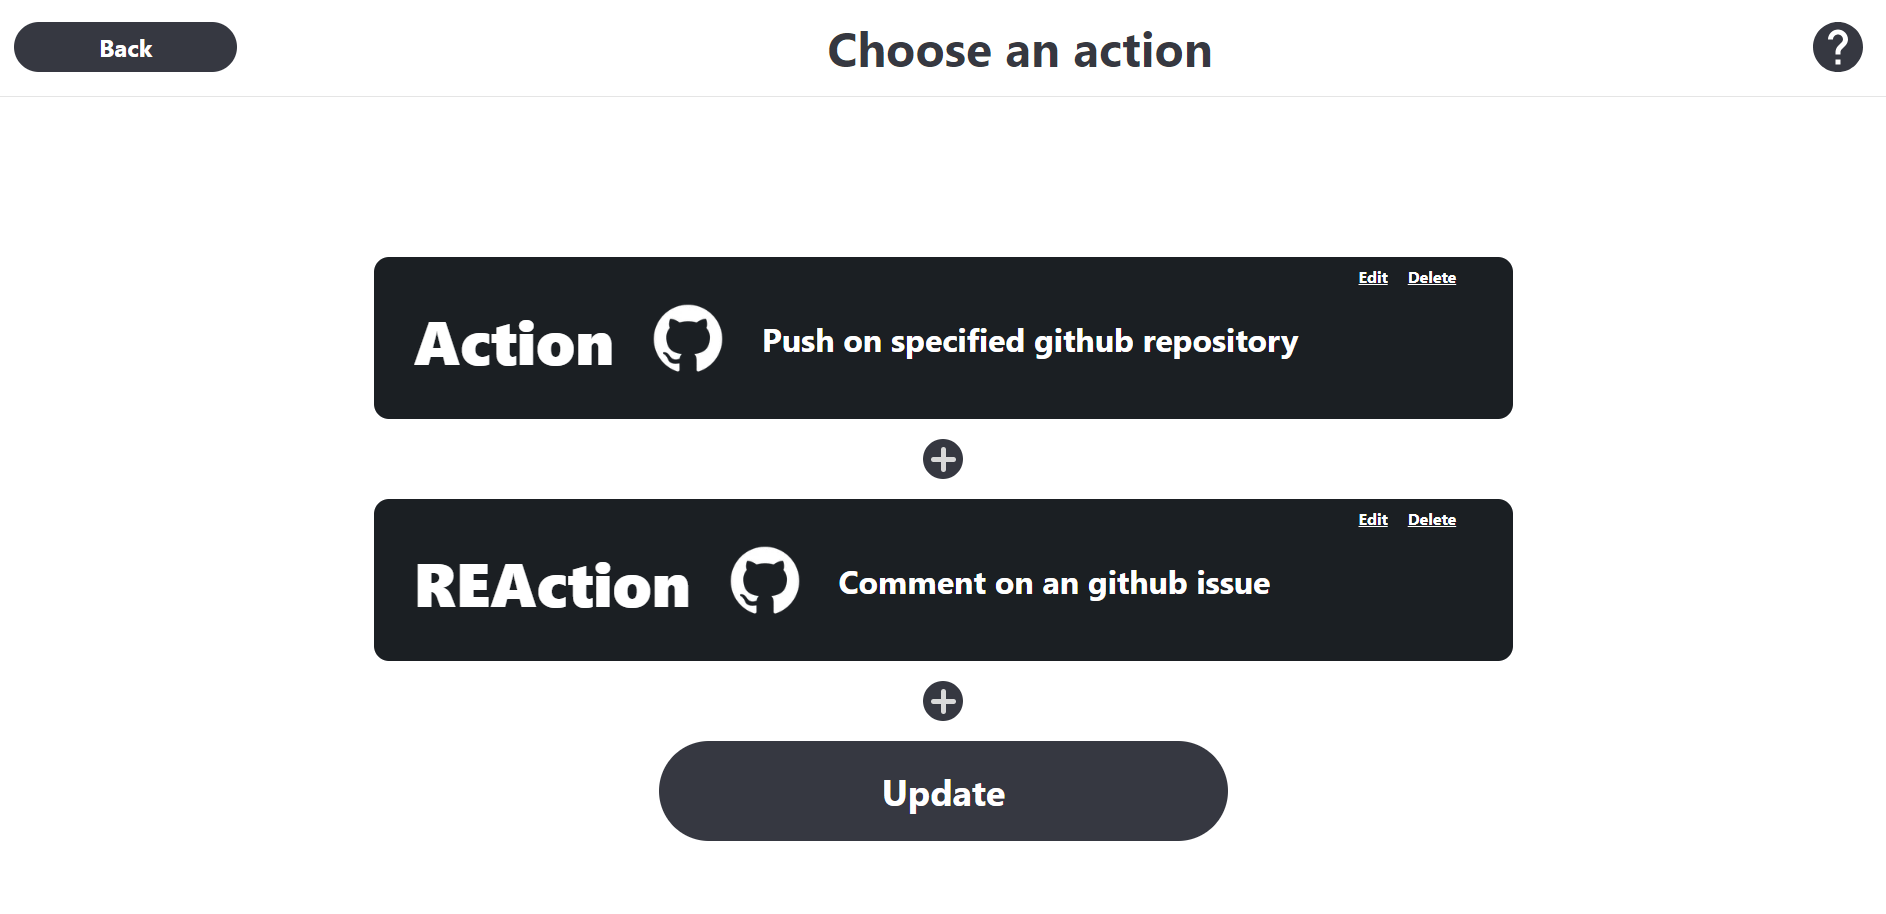 Back
Choose an action
?
Edit Delete
Action Push on specified github repository
Edit Delete
REAction Comment on an github issue
Update